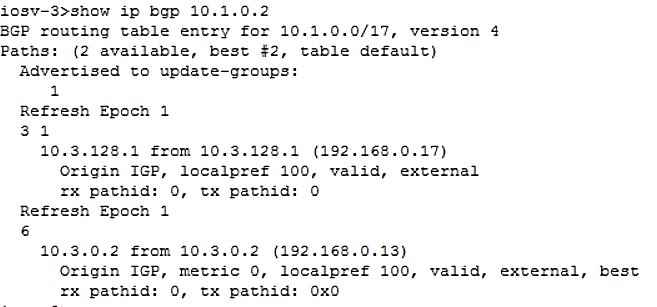 iosv-3>show ip bgp 10.1.0.2
BGP routing table entry for 10.1.0.0/17, version 4
Paths: (2 available, best #2, table default)
  Advertised to update-groups:
     1
  Refresh Epoch 1
  3 1
    10.3.128.1 from 10.3.128.1 (192.168.0.17)
      Origin IGP, localpref 100, valid, external
      rx pathid: 0, tx pathid: 0
  Refresh Epoch 1
  6
    10.3.0.2 from 10.3.0.2 (192.168.0.13)
      Origin IGP, metric 0, localpref 100, valid, external, best
      rx pathid: 0, tx pathid: 0x0